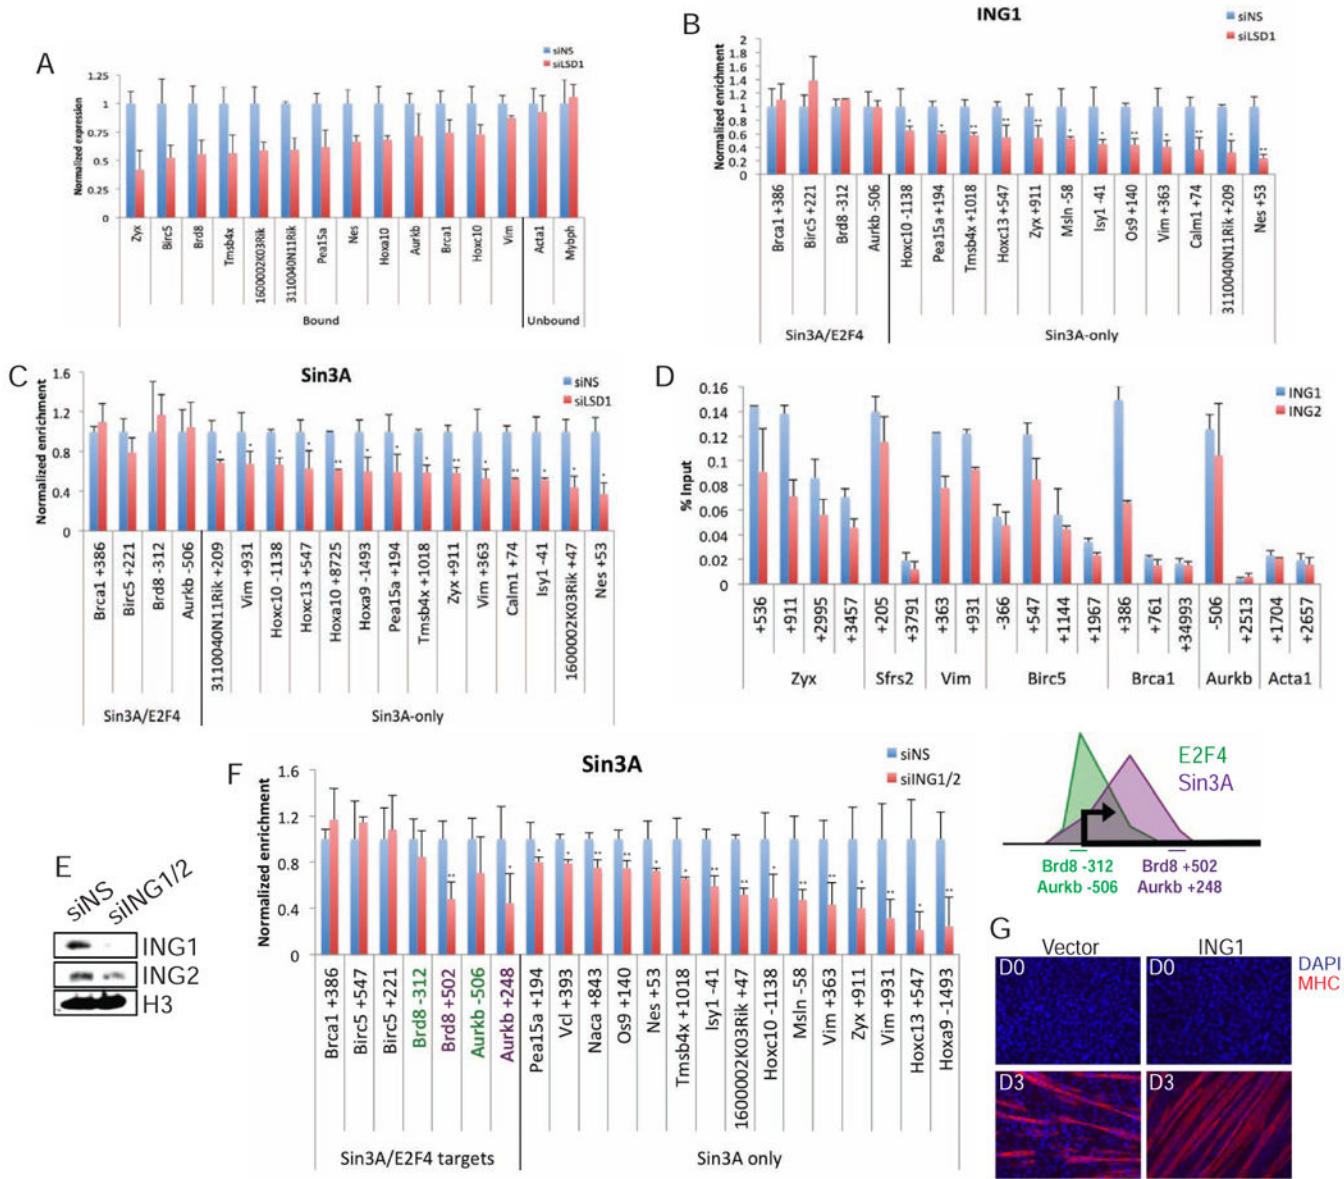 A
siNS
siLSD1
Normalized expression
1.25
1
0.75
0.5
0.25
0
Zyx
Birc5
Brd8
Tmsb4x
1600002K03Rik
3110040N11Rik
Pea15a
Nes
Hoxa10
Aurkb
Brca1
Hoxc10
Vim
Acta1
Mybph
Bound
Unbound
B
ING1
siNS
siLSD1
Normalized enrichment
2
1.8
1.6
1.4
1.2
1
0.8
0.6
0.4
0.2
0
Brca1 +386
Birc5 +221
Brd8 -312
Aurkb -506
Hoxc10 -1138
Pea15a +194
Tmsb4x +1018
Hoxc13 +547
Zyx +911
Msln -58
Isy1 -41
Os9 +140
Vim +363
Calm1 +74
3110040N11Rik +209
Nes +53
Sin3A/E2F4
Sin3A-only
C
Sin3A
siNS
siLSD1
Normalized enrichment
1.6
1.2
0.8
0.4
0
Brca1 +386
Birc5 +221
Brd8 -312
Aurkb -506
3110040N11Rik +209
Vim +931
Hoxc10 -1138
Hoxc13 +547
Hoxa10 +8725
Hoxa9 -1493
Pea15a +194
Tmsb4x +1018
Zyx +911
Vim +363
Calm1 +74
Isy1 -41
1600002K03Rik +47
Nes +53
Sin3A/E2F4
Sin3A-only
D
ING1
ING2
% Input
0.16
0.14
0.12
0.1
0.08
0.06
0.04
0.02
0
+536
+911
+2995
+3457
+205
+3791
+363
+931
-366
+547
+1144
+1967
+386
+761
+34993
-506
+2513
+1704
+2657
Zyx
Sfrs2
Vim
Birc5
Brca1
Aurkb
Acta1
E
siNS
siING1/2
ING1
ING2
H3
F
Sin3A
siNS
siING1/2
Normalized enrichment
1.6
1.2
0.8
0.4
0
Brca1 +386
Birc5 +547
Birc5 +221
Brd8 -312
Brd8 +502
Aurkb -506
Aurkb +248
Pea15a +194
Vcl +393
Naca +843
Os9 +140
Nes +53
Tmsb4x +1018
Isy1 -41
1600002K03Rik +47
Hoxc10 -1138
Msln -58
Vim +363
Zyx +911
Vim +931
Hoxc13 +547
Hoxa9 -1493
Sin3A/E2F4 targets
Sin3A only
E2F4
Sin3A
Brd8 -312
Aurkb -506
Brd8 +502
Aurkb +248
G
Vector
ING1
D0
D0
DAPI
MHC
D3
D3